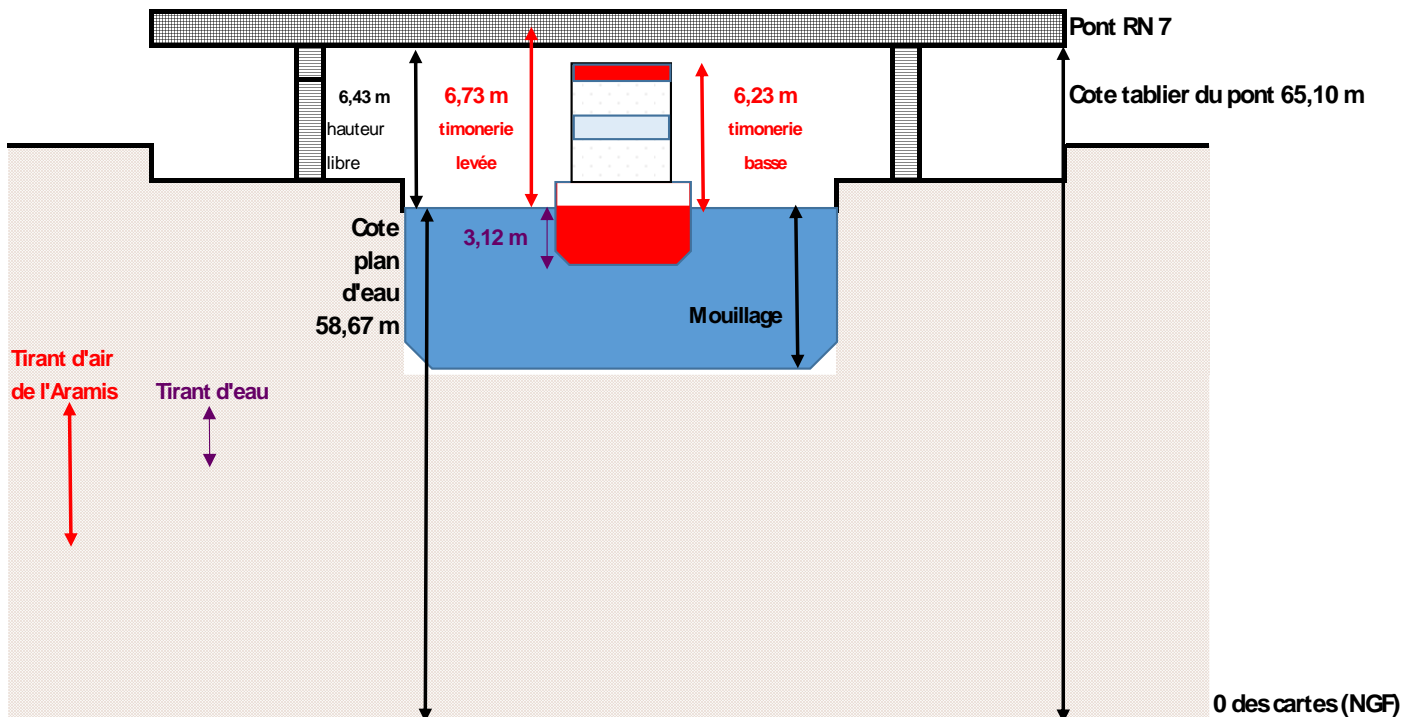 Pont RN 7
Cote tablier du pont 65,10 m
6,43 m
hauteur
libre
6,73 m
timonerie
levée
6,23 m
timonerie
basse
Cote
plan
d'eau
58,67 m
3,12 m
Mouillage
Tirant d'air
de l'Aramis
Tirant d'eau
0 des cartes (NGF)